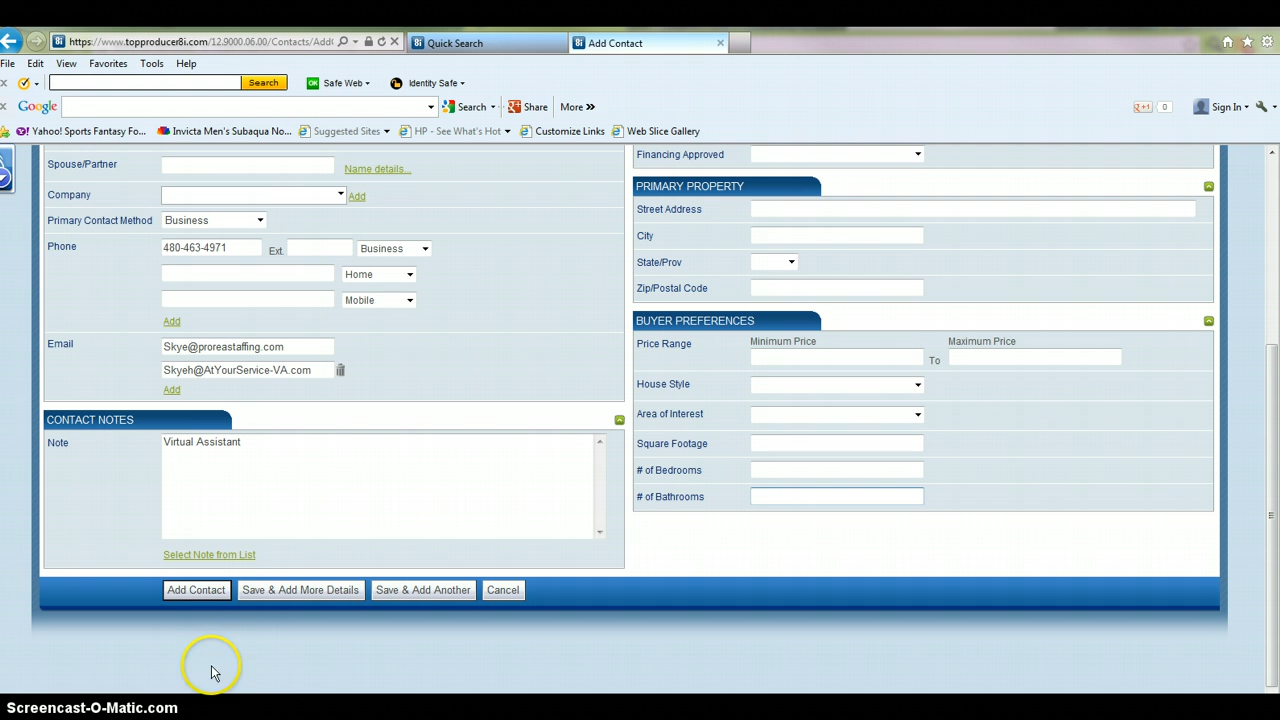 8i https://www.topproducer8i.com/12.9000.06.00/Contacts/Add 8i Quick Search 8i Add Contact
File Edit View Favorites Tools Help
Search OK Safe Web Identity Safe
Google Search Share More » g+1 0 Sign In
Y! Yahoo! Sports Fantasy Fo... Invicta Men's Subaqua No... Suggested Sites HP - See What's Hot Customize Links Web Slice Gallery
Spouse/Partner
Name details...
Company
Add
Primary Contact Method Business
Phone 480-463-4971 Ext. Business
Home
Mobile
Add
Email Skye@proreastaffing.com
Skyeh@AtYourService-VA.com
Add
CONTACT NOTES
Note Virtual Assistant
Select Note from List
Financing Approved
PRIMARY PROPERTY
Street Address
City
State/Prov
Zip/Postal Code
BUYER PREFERENCES
Price Range Minimum Price Maximum Price
To
House Style
Area of Interest
Square Footage
# of Bedrooms
# of Bathrooms
Add Contact Save & Add More Details Save & Add Another Cancel
Screencast-O-Matic.com